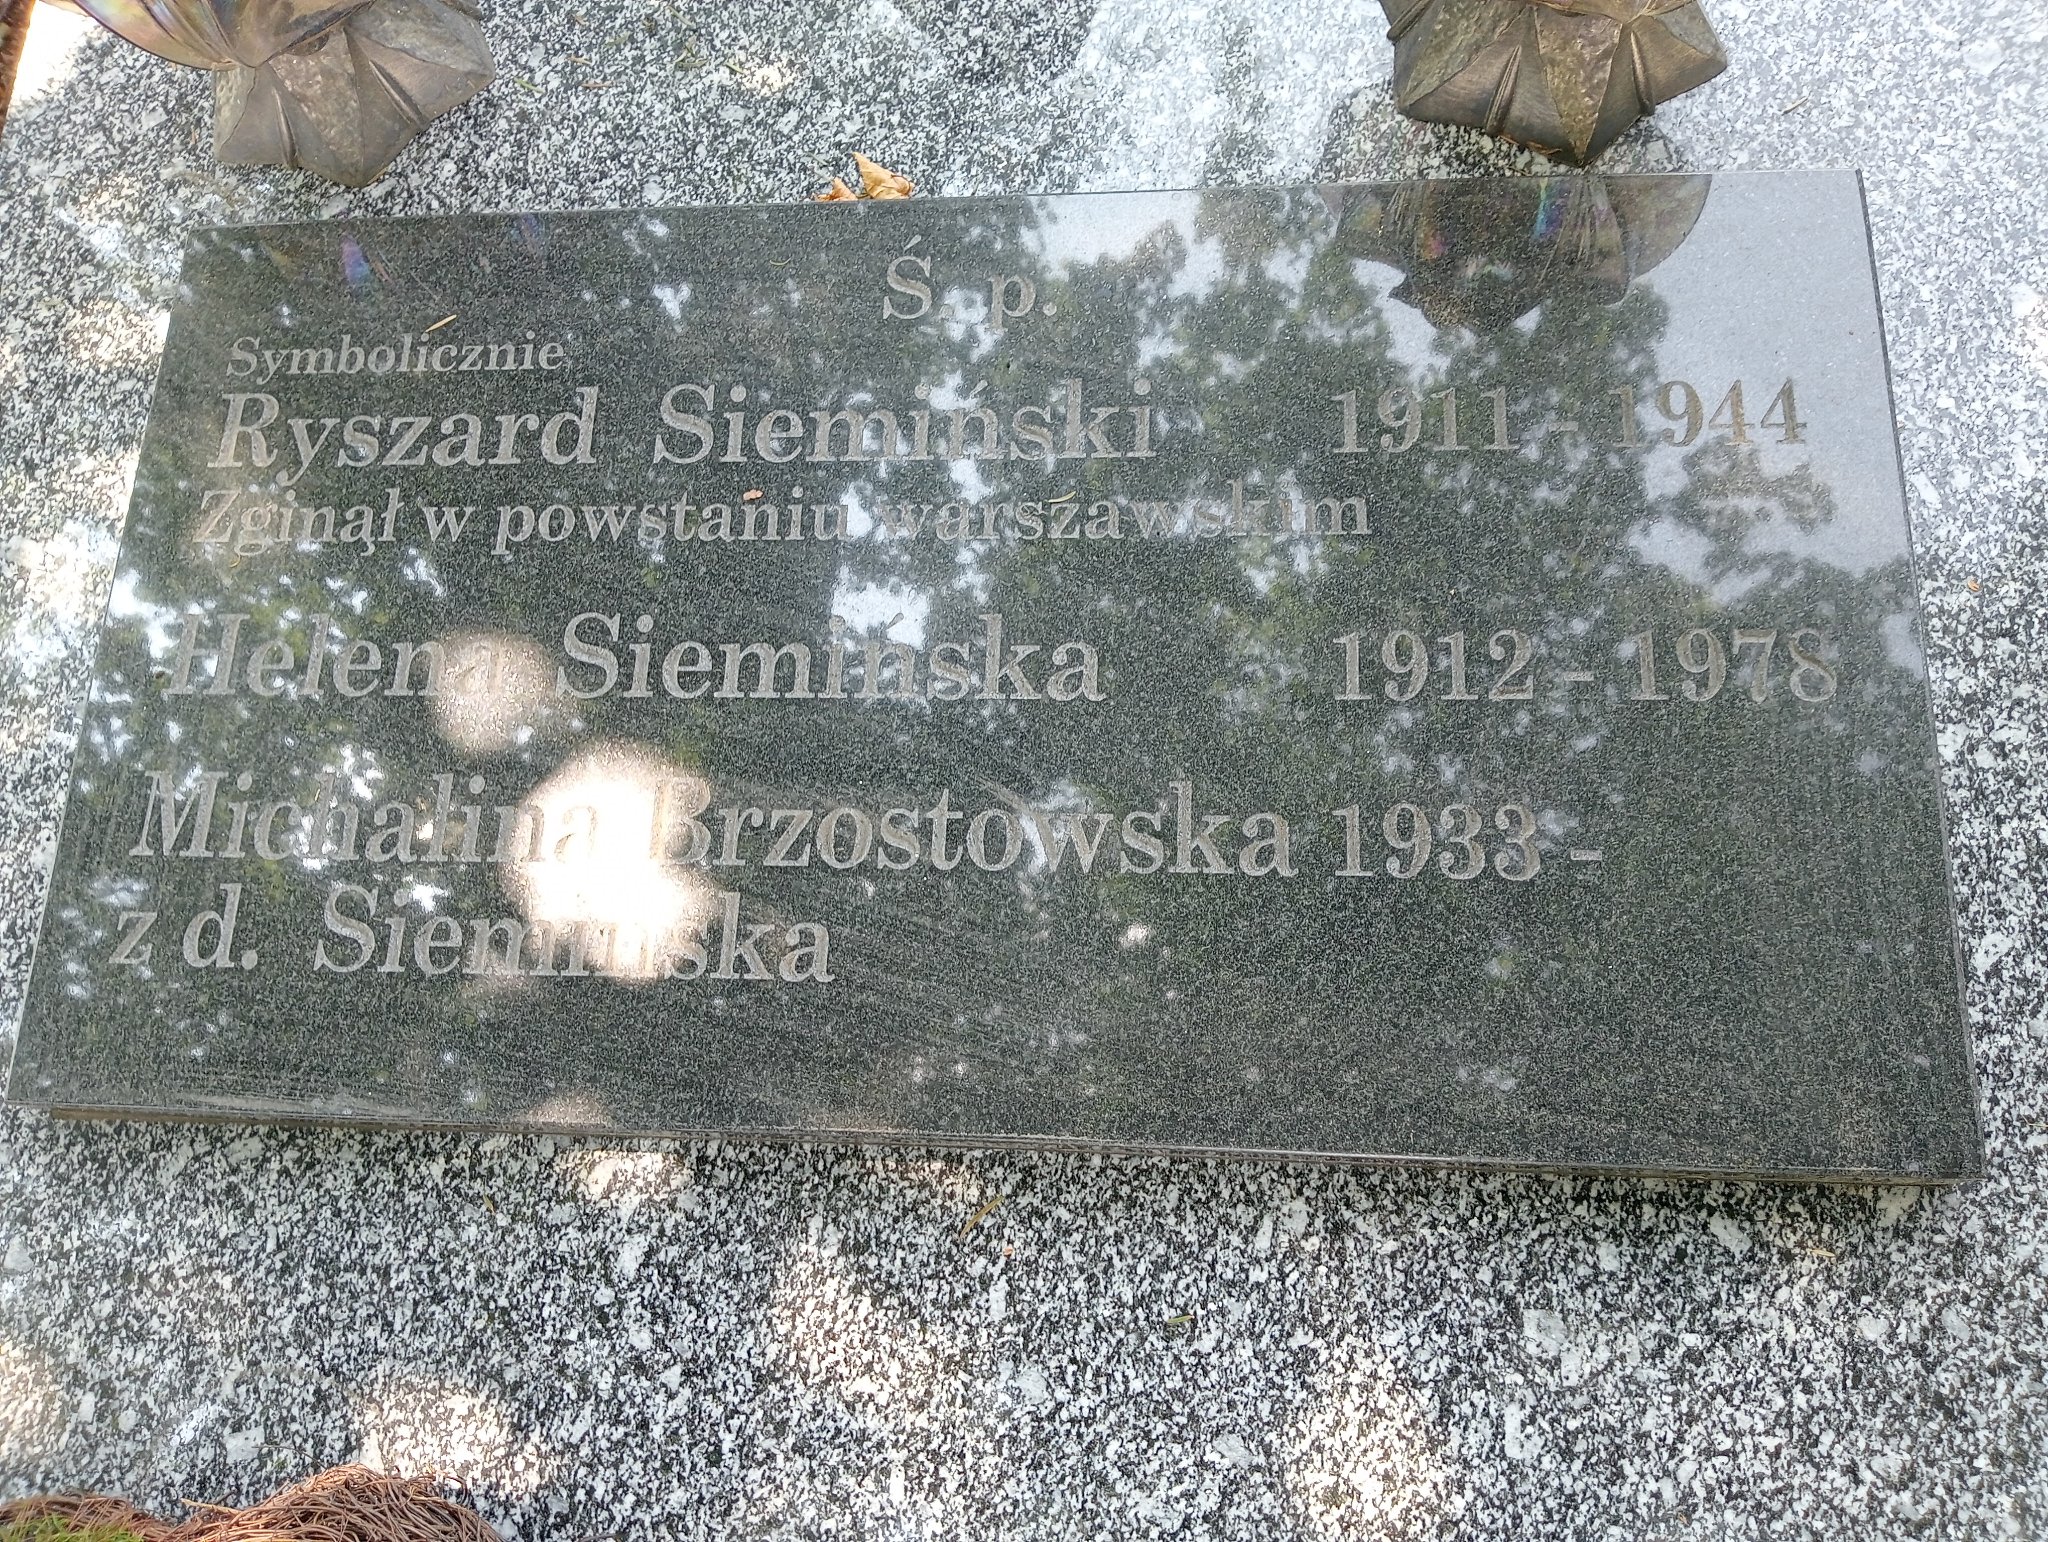 Ś. p.
Symbolicznie
Ryszard Siemiński 1911 - 1944
Zginął w powstaniu warszawskim
Helena Siemińska 1912 - 1978
Michalina Brzostowska 1933 -
z d. Siemińska